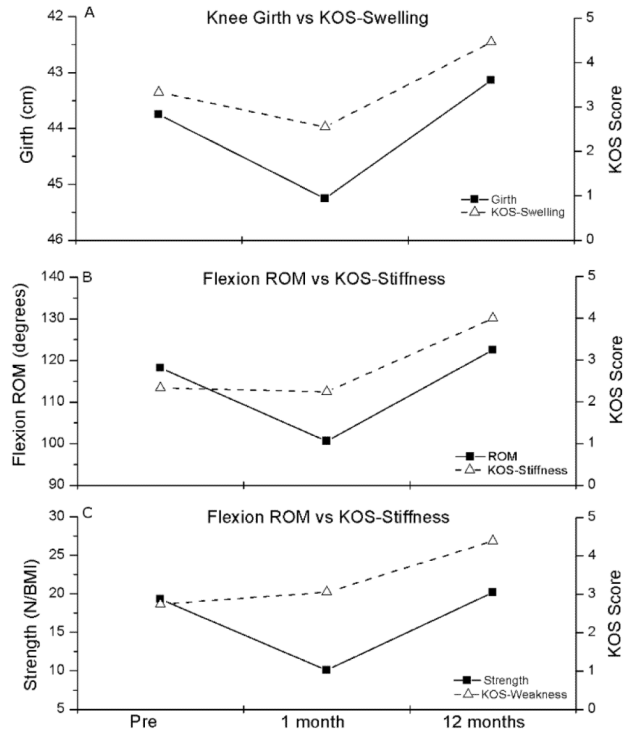 A
Knee Girth vs KOS-Swelling
42
43
44
45
46
Girth (cm)
5
4
3
2
1
0
KOS Score
Girth
KOS-Swelling
B
Flexion ROM vs KOS-Stiffness
140
130
120
110
100
90
Flexion ROM (degrees)
5
4
3
2
1
0
KOS Score
ROM
KOS-Stiffness
C
Flexion ROM vs KOS-Stiffness
30
25
20
15
10
5
Strength (N/BMI)
5
4
3
2
1
0
KOS Score
Strength
KOS-Weakness
Pre
1 month
12 months